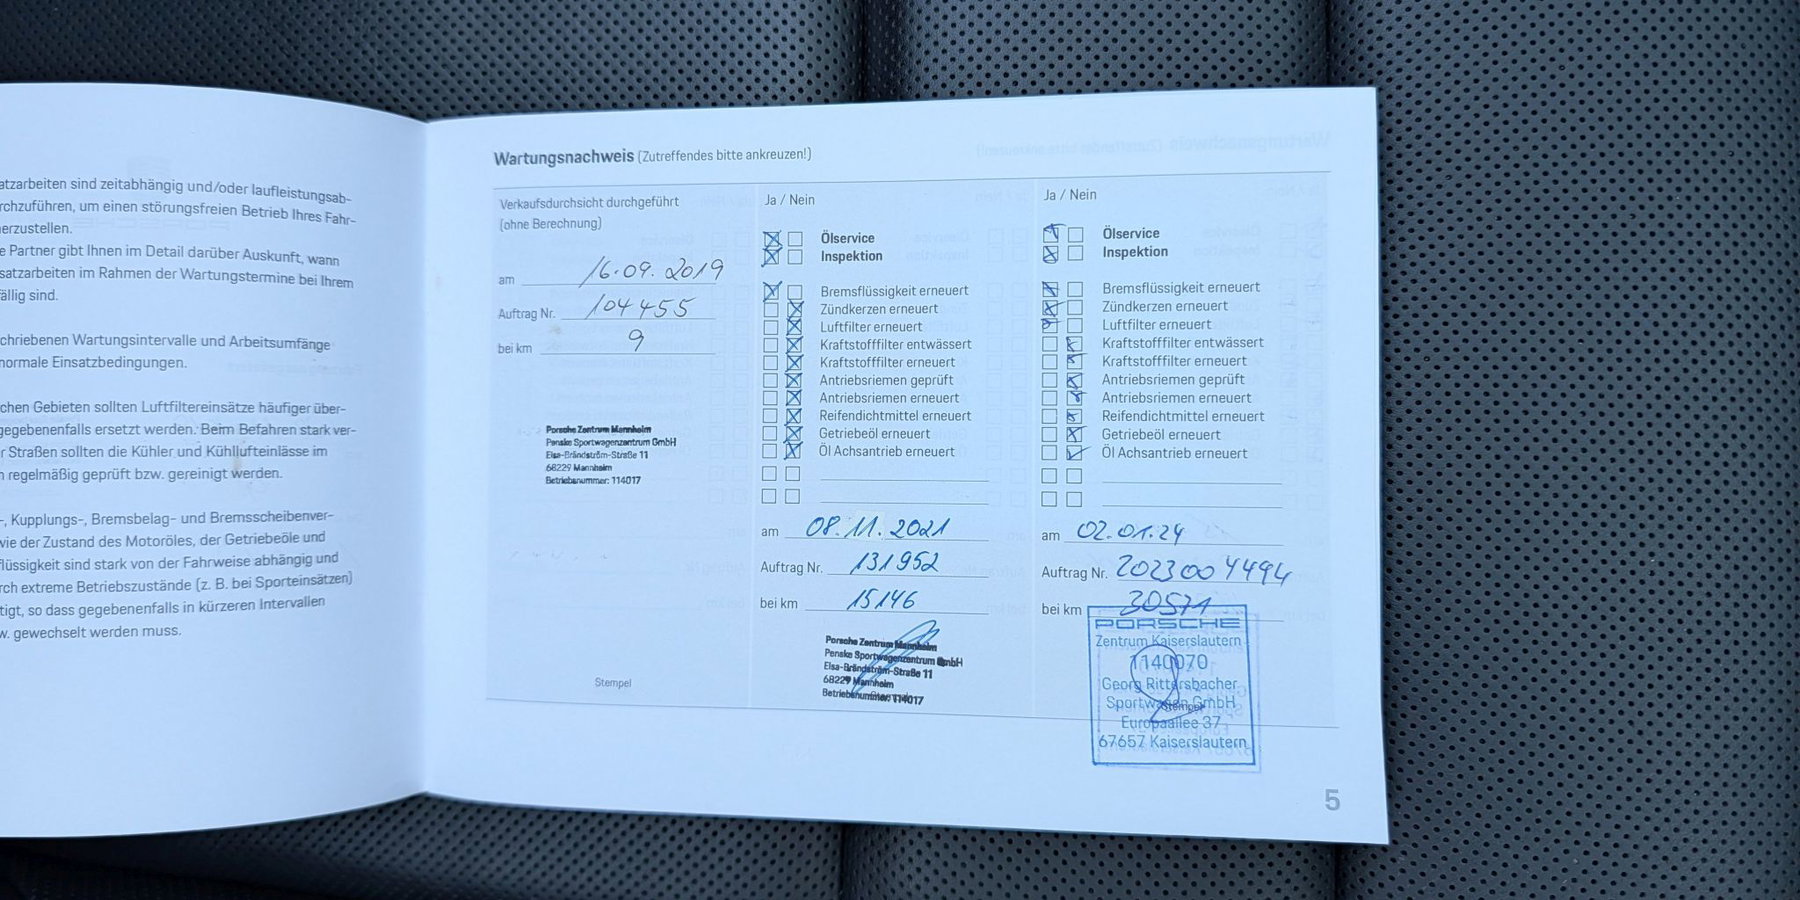 atzarbeiten sind zeitabhängig und/oder laufleistungsab-
rchzuführen, um einen störungsfreien Betrieb Ihres Fahr-
erzustellen.
e Partner gibt Ihnen im Detail darüber Auskunft, wann
satzarbeiten im Rahmen der Wartungstermine bei Ihrem
ällig sind.
chriebenen Wartungsintervalle und Arbeitsumfänge
normale Einsatzbedingungen.
chen Gebieten sollten Luftfiltereinsätze häufiger über-
gegebenenfalls ersetzt werden. Beim Befahren stark ver-
r Straßen sollten die Kühler und Kühllufteinlässe im
n regelmäßig geprüft bzw. gereinigt werden.
-, Kupplungs-, Bremsbelag- und Bremsscheibenver-
wie der Zustand des Motoröles, der Getriebeöle und
lüssigkeit sind stark von der Fahrweise abhängig und
rch extreme Betriebszustände (z. B. bei Sporteinsätzen)
tigt, so dass gegebenenfalls in kürzeren Intervallen
w. gewechselt werden muss.
Wartungsnachweis (Zutreffendes bitte ankreuzen!)
Verkaufsdurchsicht durchgeführt
(ohne Berechnung)
am 16.09.2019
Auftrag Nr. 104455
bei km 9
Porsche Zentrum Mannheim
Penske Sportwagenzentrum GmbH
Elsa-Brändström-Straße 11
68229 Mannheim
Betriebsnummer: 114017
Stempel
Ja / Nein
Ölservice
Inspektion
Bremsflüssigkeit erneuert
Zündkerzen erneuert
Luftfilter erneuert
Kraftstofffilter entwässert
Kraftstofffilter erneuert
Antriebsriemen geprüft
Antriebsriemen erneuert
Reifendichtmittel erneuert
Getriebeöl erneuert
Öl Achsantrieb erneuert
am 08.11.2021
Auftrag Nr. 131952
bei km 15146
Porsche Zentrum Mannheim
Penske Sportwagenzentrum GmbH
Elsa-Brändström-Straße 11
68229 Mannheim
Betriebsnummer: 114017
Ja / Nein
Ölservice
Inspektion
Bremsflüssigkeit erneuert
Zündkerzen erneuert
Luftfilter erneuert
Kraftstofffilter entwässert
Kraftstofffilter erneuert
Antriebsriemen geprüft
Antriebsriemen erneuert
Reifendichtmittel erneuert
Getriebeöl erneuert
Öl Achsantrieb erneuert
am 02.01.24
Auftrag Nr. 2023004494
bei km 30571
PORSCHE
Zentrum Kaiserslautern
1140070
Georg Rittersbacher
Sportwagen GmbH
Stempel
Europaallee 37
67657 Kaiserslautern
5